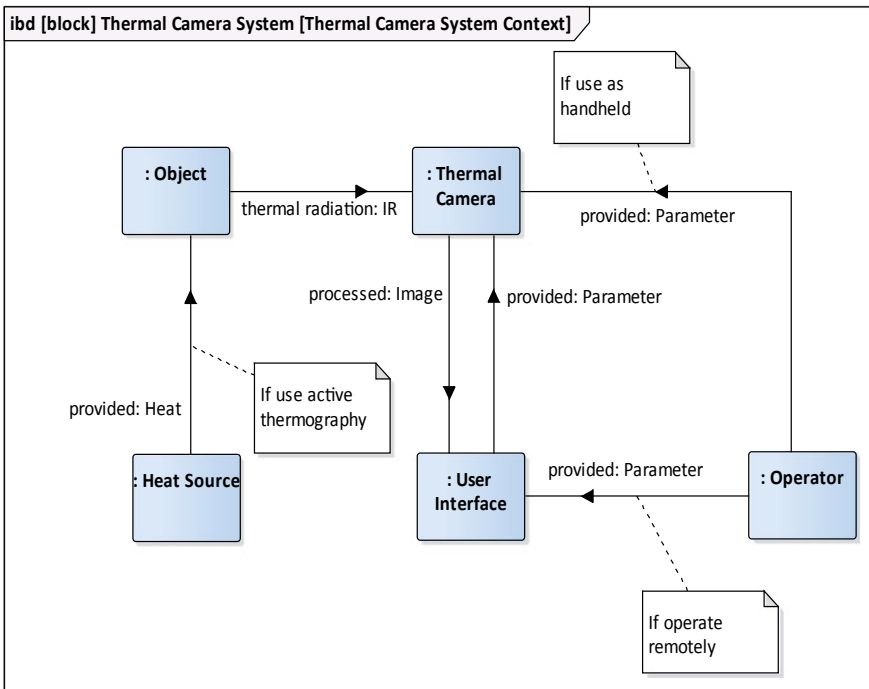 ibd [block] Thermal Camera System [Thermal Camera System Context]
If use as
handheld
: Object
: Thermal
Camera
thermal radiation: IR
provided: Parameter
processed: Image
provided: Parameter
If use active
thermography
provided: Heat
: Heat Source
: User
Interface
provided: Parameter
: Operator
If operate
remotely